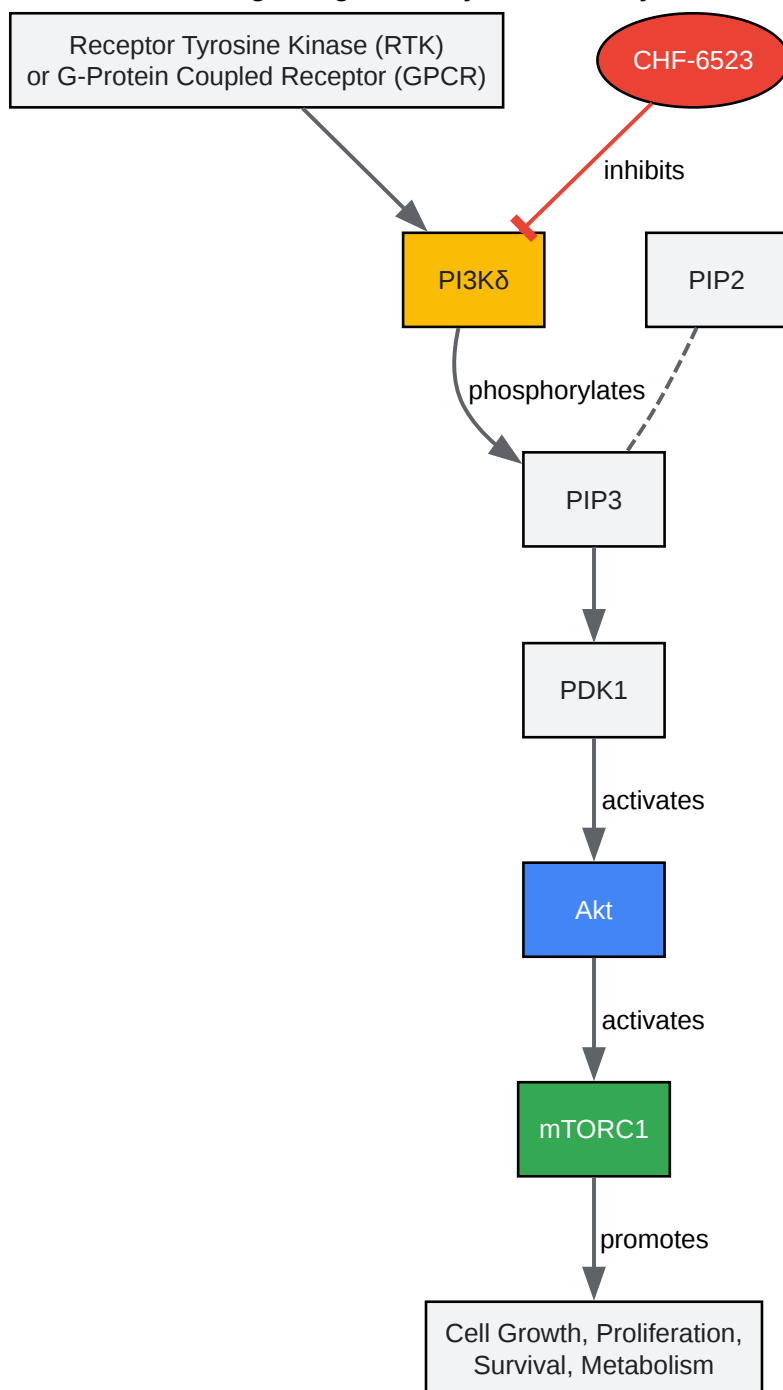 Receptor Tyrosine Kinase (RTK)
or G-Protein Coupled Receptor (GPCR)
CHF-6523
inhibits
PI3Kδ
PIP2
phosphorylates
PIP3
PDK1
activates
Akt
activates
mTORC1
promotes
Cell Growth, Proliferation,
Survival, Metabolism